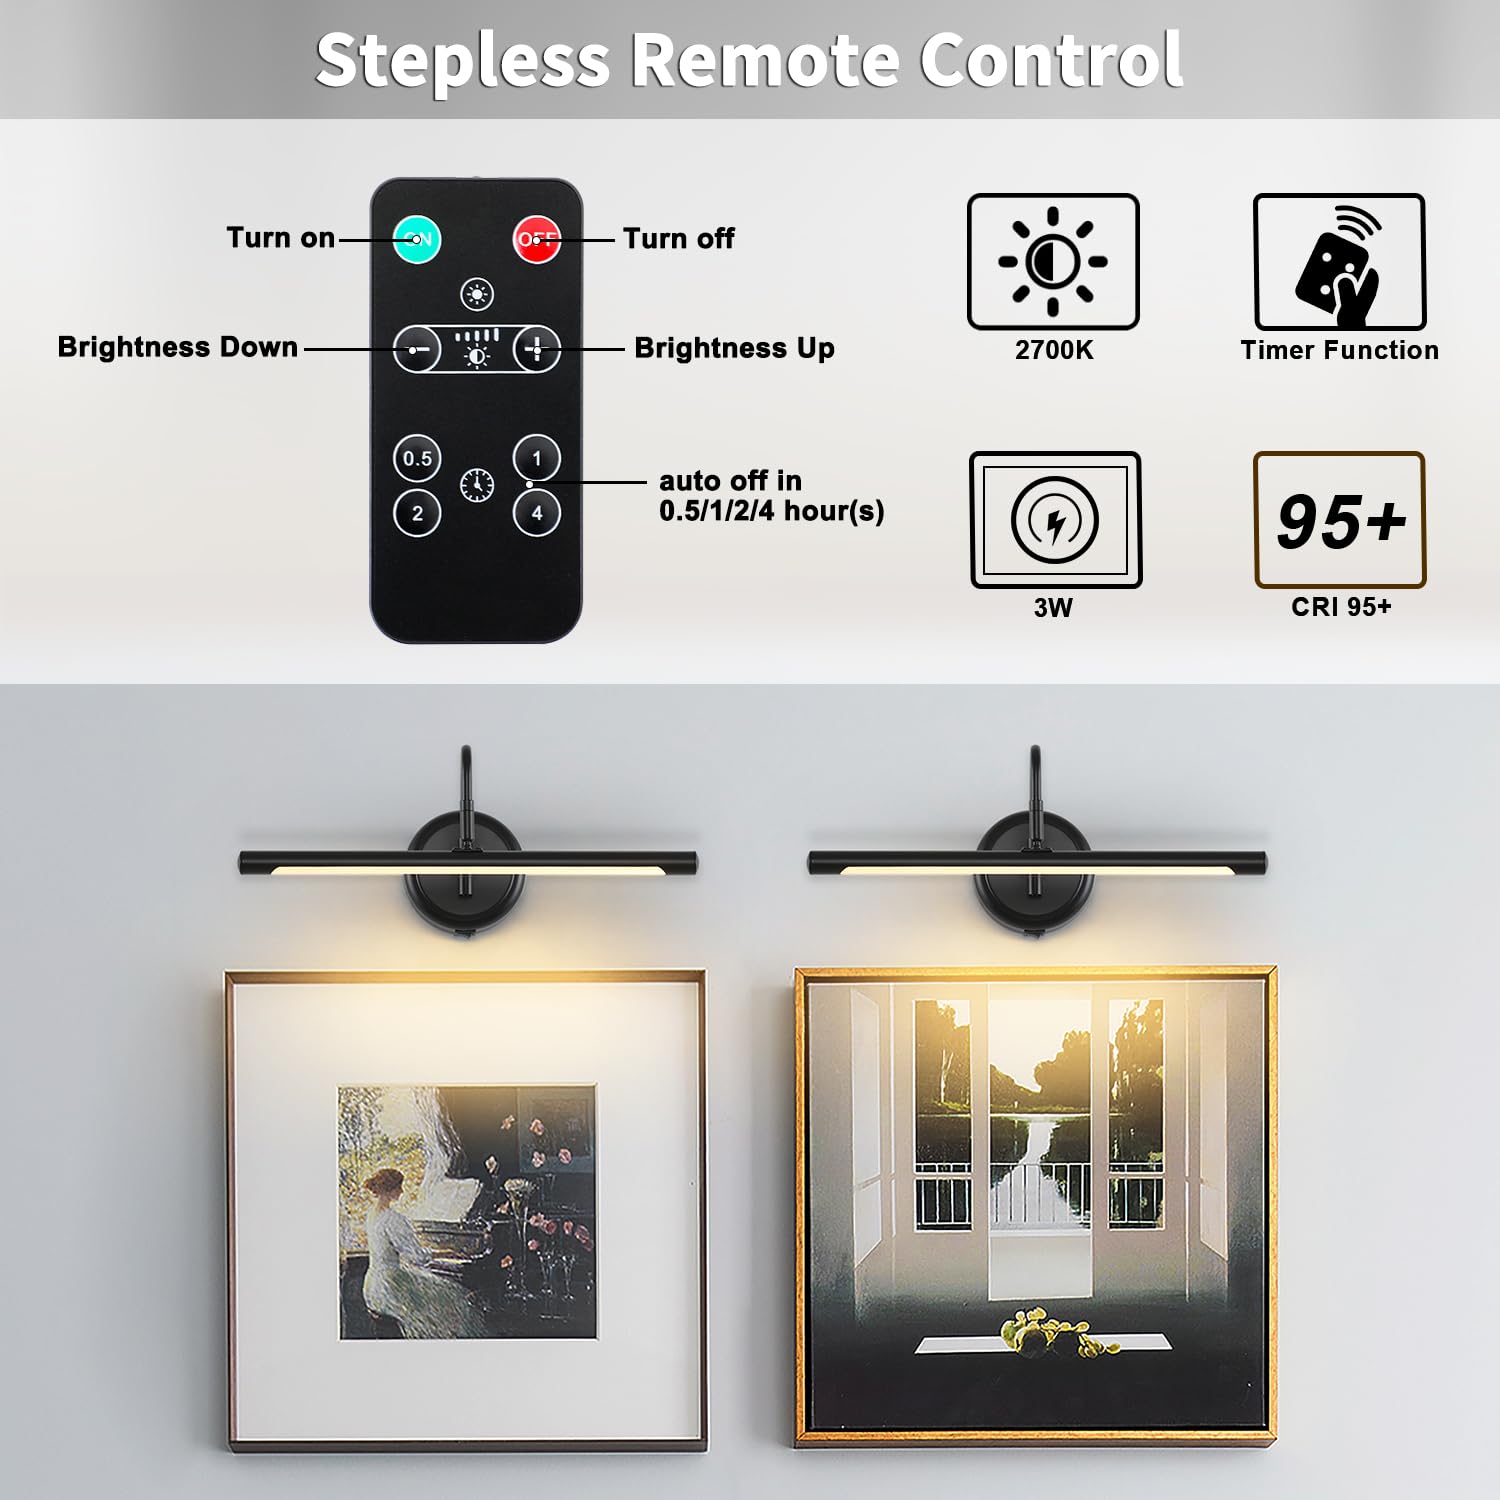 Stepless Remote Control
ON
OFF
Turn on
Turn off
Brightness Down
Brightness Up
0.5
1
2
4
auto off in
0.5/1/2/4 hour(s)
2700K
Timer Function
3W
95+
CRI 95+